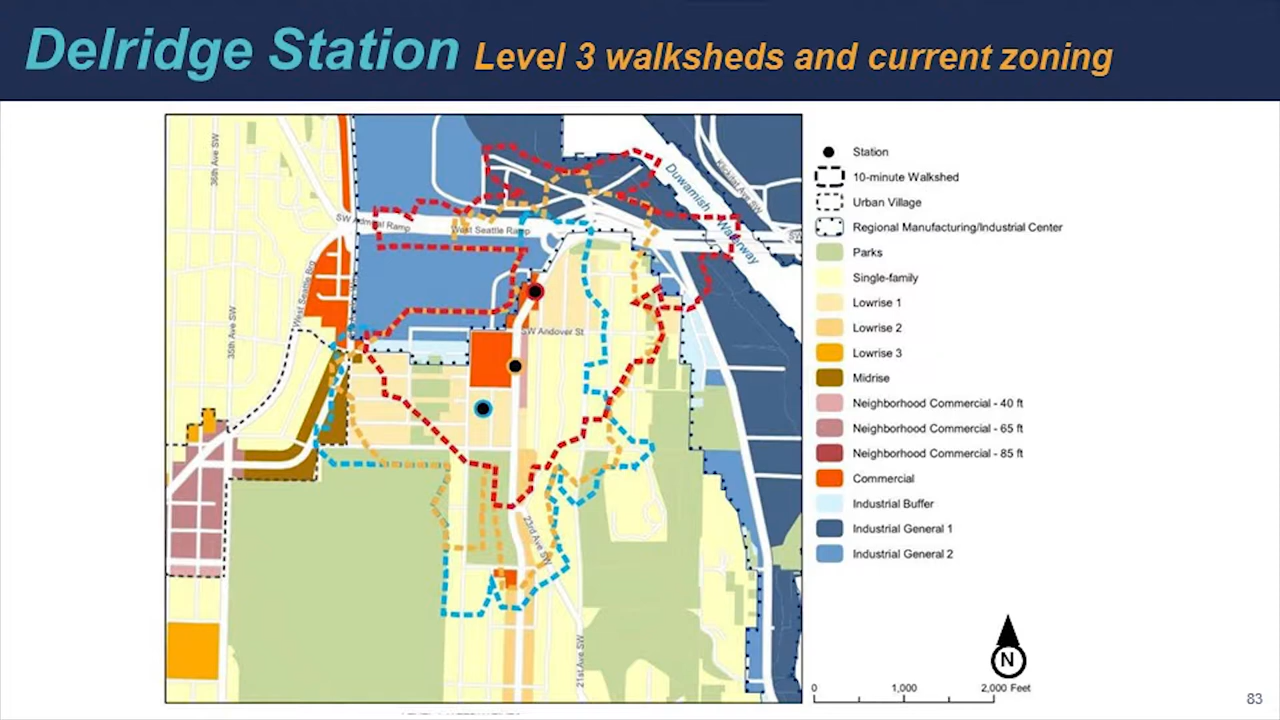 Delridge Station Level 3 walksheds and current zoning
36th Ave SW
35th Ave SW
SW Admiral Ramp
West Seattle Ramp
West Seattle Brg
SW Andover St
23rd Ave SW
21st Ave SW
Duwamish Waterway
Klickitat Ave SW
SW
Station
10-minute Walkshed
Urban Village
Regional Manufacturing/Industrial Center
Parks
Single-family
Lowrise 1
Lowrise 2
Lowrise 3
Midrise
Neighborhood Commercial - 40 ft
Neighborhood Commercial - 65 ft
Neighborhood Commercial - 85 ft
Commercial
Industrial Buffer
Industrial General 1
Industrial General 2
N
0 1,000 2,000 Feet
83